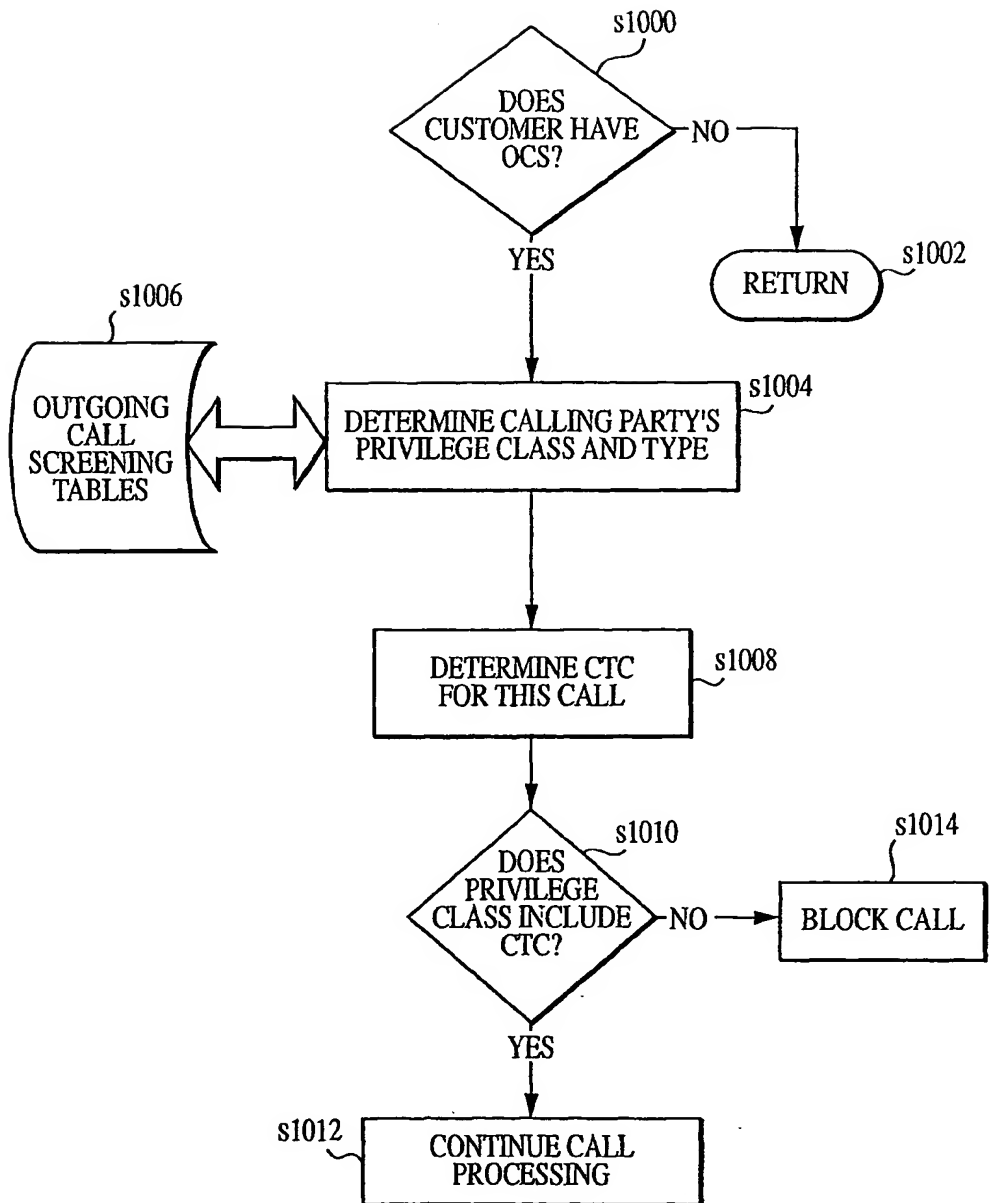 s1000
DOES
CUSTOMER HAVE
OCS?
NO
YES
s1002
RETURN
s1006
OUTGOING
CALL
SCREENING
TABLES
s1004
DETERMINE CALLING PARTY'S
PRIVILEGE CLASS AND TYPE
s1008
DETERMINE CTC
FOR THIS CALL
s1010
DOES
PRIVILEGE
CLASS INCLUDE
CTC?
NO
s1014
BLOCK CALL
YES
s1012
CONTINUE CALL
PROCESSING